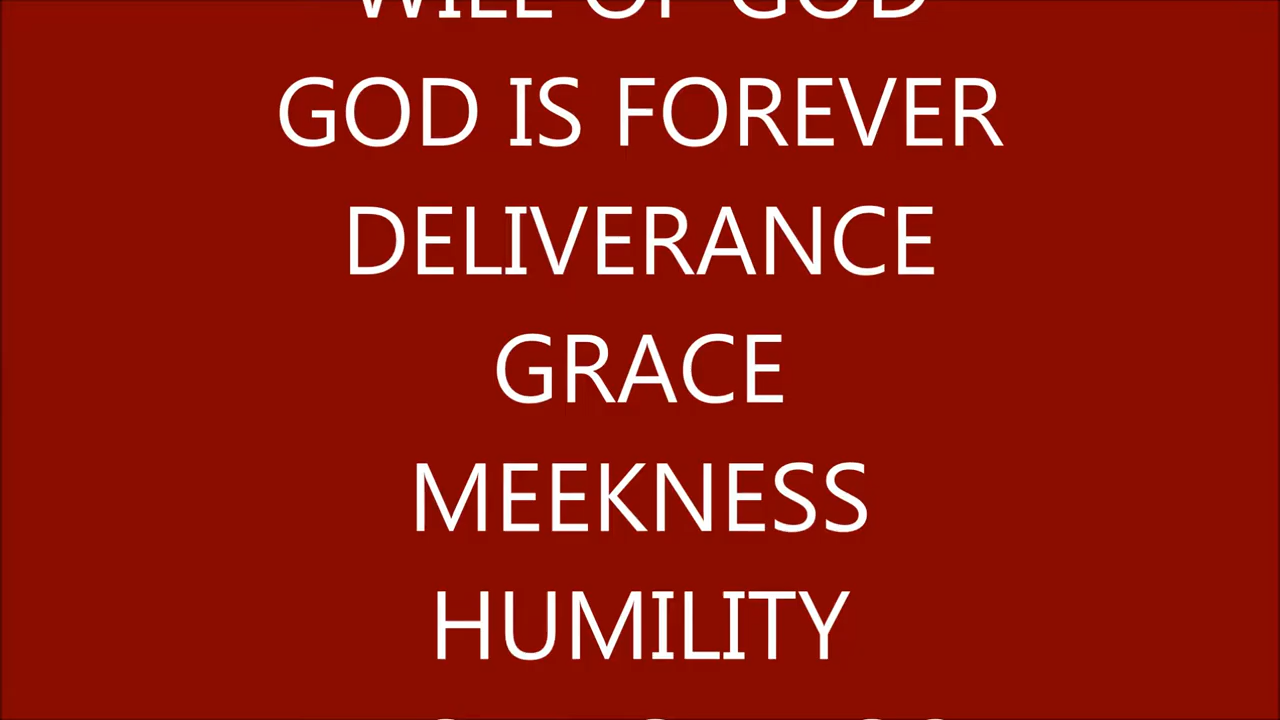 WILL OF GOD
GOD IS FOREVER
DELIVERANCE
GRACE
MEEKNESS
HUMILITY